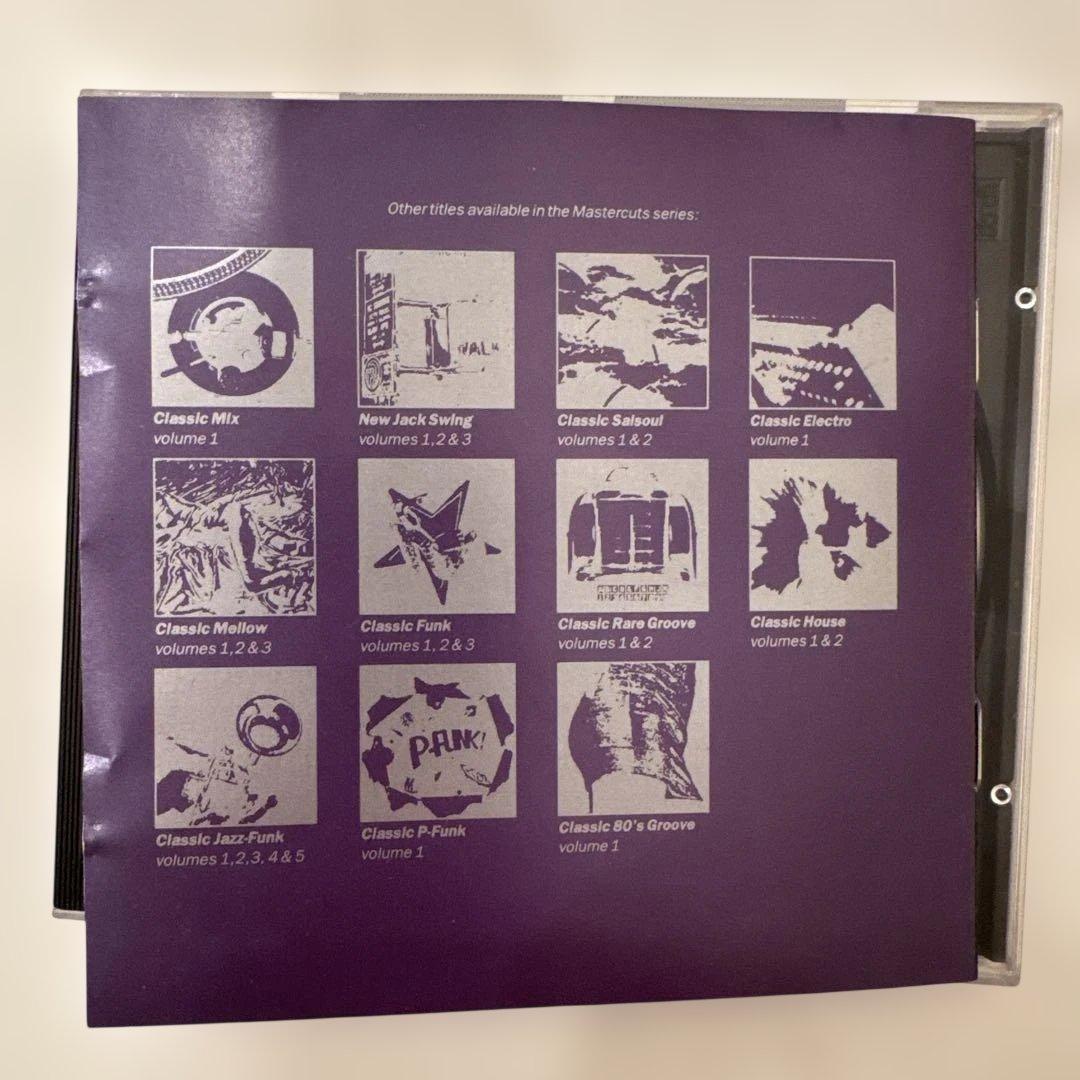 Other titles available in the Mastercuts series:
Classic Mix
volume 1
New Jack Swing
volumes 1,2 & 3
Classic Salsoul
volumes 1 & 2
Classic Electro
volume 1
Classic Mellow
volumes 1,2 & 3
Classic Funk
volumes 1, 2 & 3
Classic Rare Groove
volumes 1 & 2
Classic House
volumes 1 & 2
P-FUNK!
Classic Jazz-Funk
volumes 1,2,3, 4 & 5
Classic P-Funk
volume 1
Classic 80's Groove
volume 1